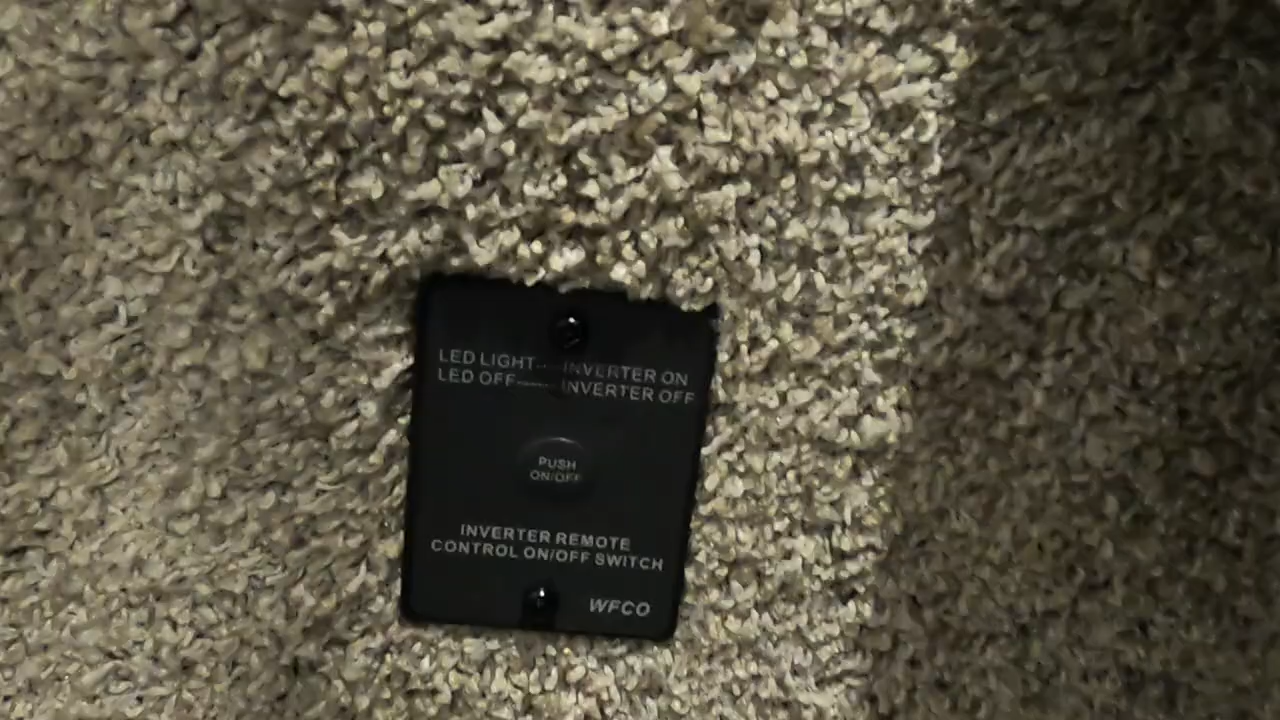 LED LIGHT--- INVERTER ON
LED OFF------ INVERTER OFF
PUSH
ON/OFF
INVERTER REMOTE
CONTROL ON/OFF SWITCH
WFCO